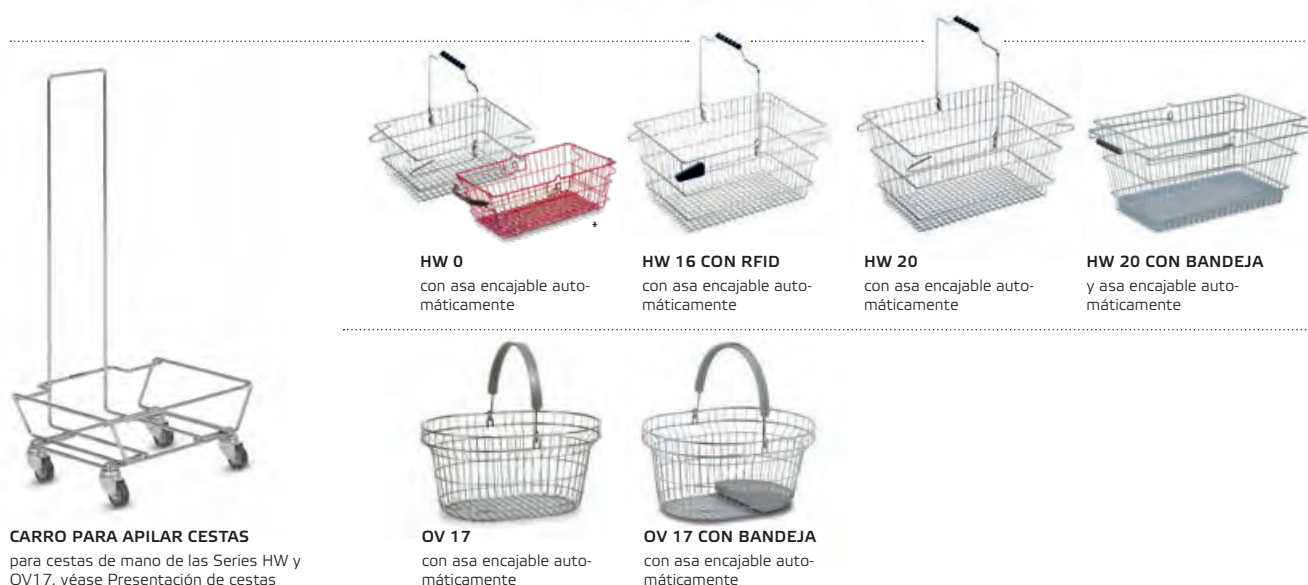 *
HW 0
con asa encajable auto-
máticamente
HW 16 CON RFID
con asa encajable auto-
máticamente
HW 20
con asa encajable auto-
máticamente
HW 20 CON BANDEJA
y asa encajable auto-
máticamente
CARRO PARA APILAR CESTAS
para cestas de mano de las Series HW y
OV17, véase Presentación de cestas
OV 17
con asa encajable auto-
máticamente
OV 17 CON BANDEJA
con asa encajable auto-
máticamente